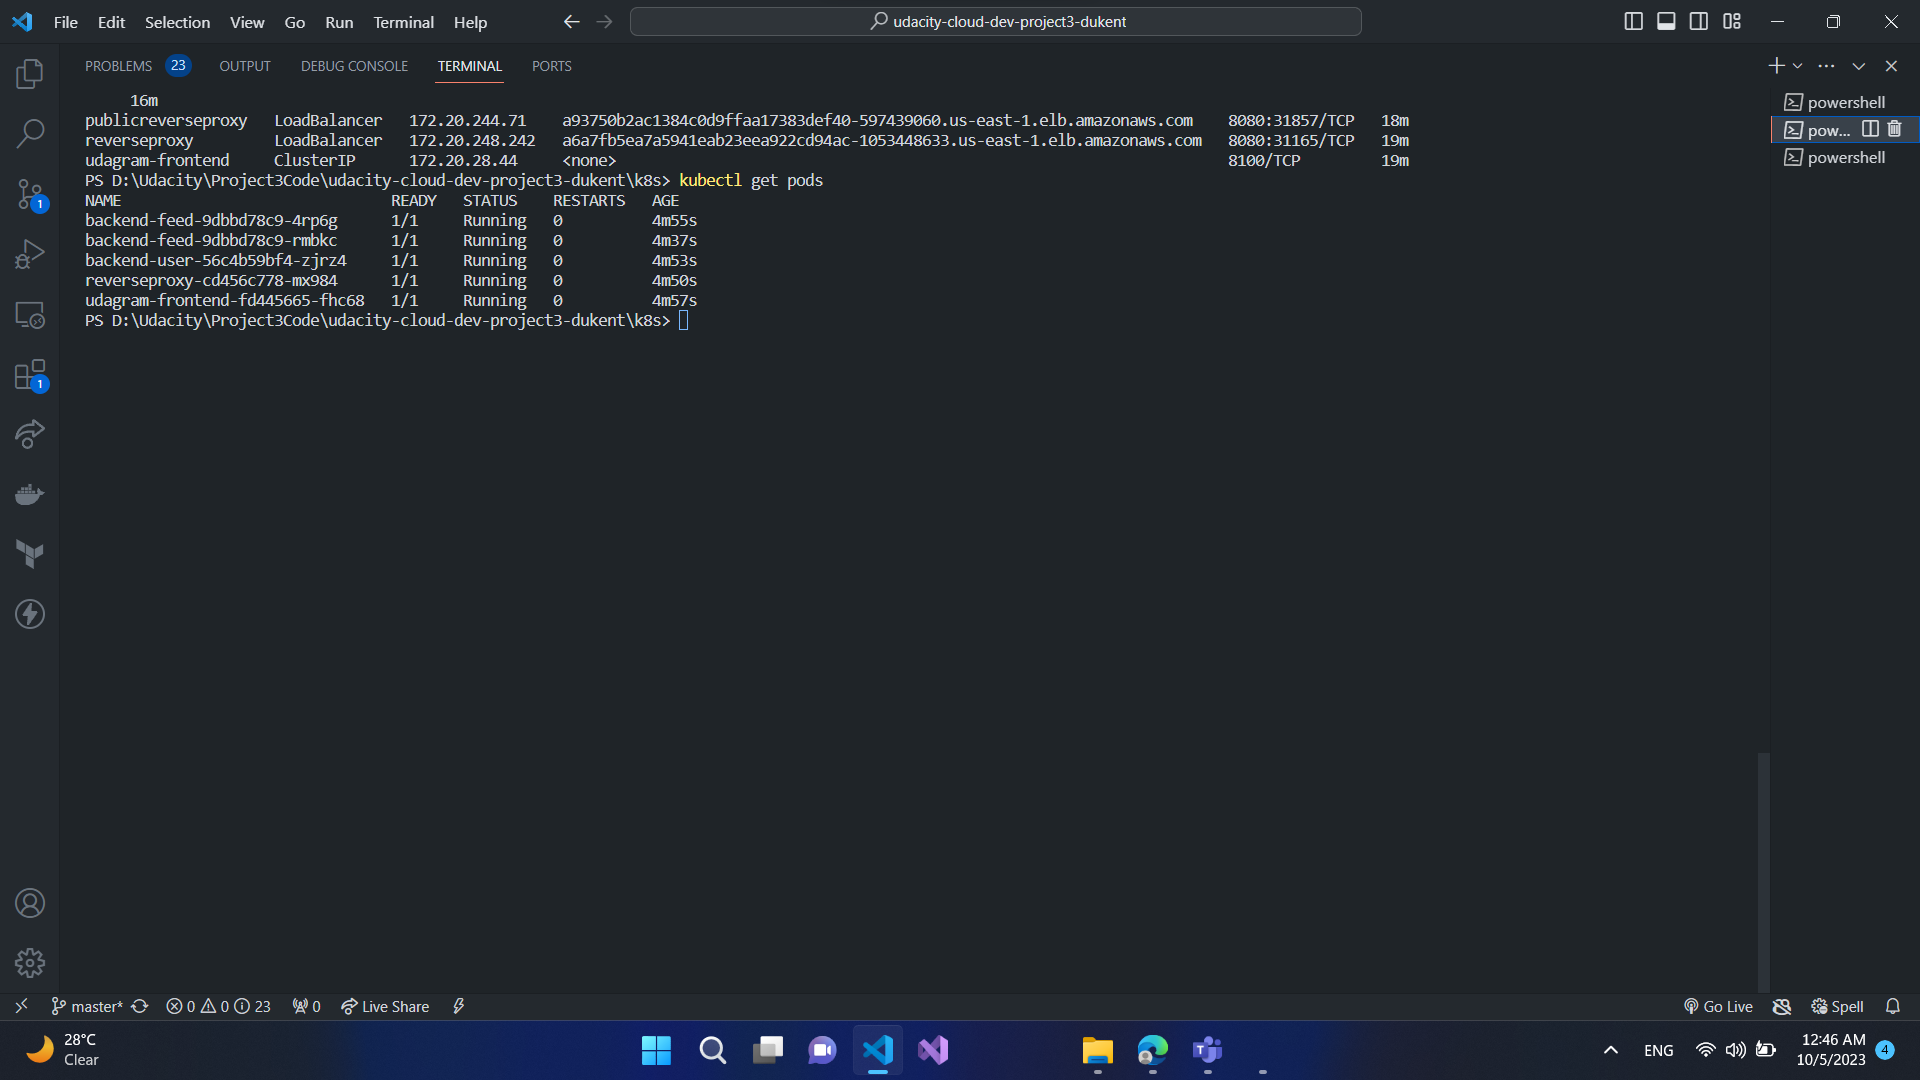 File Edit Selection View Go Run Terminal Help
udacity-cloud-dev-project3-dukent
PROBLEMS 23 OUTPUT DEBUG CONSOLE TERMINAL PORTS
16m
publicreverseproxy LoadBalancer 172.20.244.71 a93750b2ac1384c0d9ffaa17383def40-597439060.us-east-1.elb.amazonaws.com 8080:31857/TCP 18m
reverseproxy LoadBalancer 172.20.248.242 a6a7fb5ea7a5941eab23eea922cd94ac-1053448633.us-east-1.elb.amazonaws.com 8080:31165/TCP 19m
udagram-frontend ClusterIP 172.20.28.44 <none> 8100/TCP 19m
PS D:\Udacity\Project3Code\udacity-cloud-dev-project3-dukent\k8s> kubectl get pods
NAME READY STATUS RESTARTS AGE
backend-feed-9dbbd78c9-4rp6g 1/1 Running 0 4m55s
backend-feed-9dbbd78c9-rmbkc 1/1 Running 0 4m37s
backend-user-56c4b59bf4-zjrz4 1/1 Running 0 4m53s
reverseproxy-cd456c778-mx984 1/1 Running 0 4m50s
udagram-frontend-fd445665-fhc68 1/1 Running 0 4m57s
PS D:\Udacity\Project3Code\udacity-cloud-dev-project3-dukent\k8s>
powershell
pow...
powershell
1
1
master* 0 0 23 0 Live Share
Go Live Spell
28°C
Clear
ENG
12:46 AM
10/5/2023
4